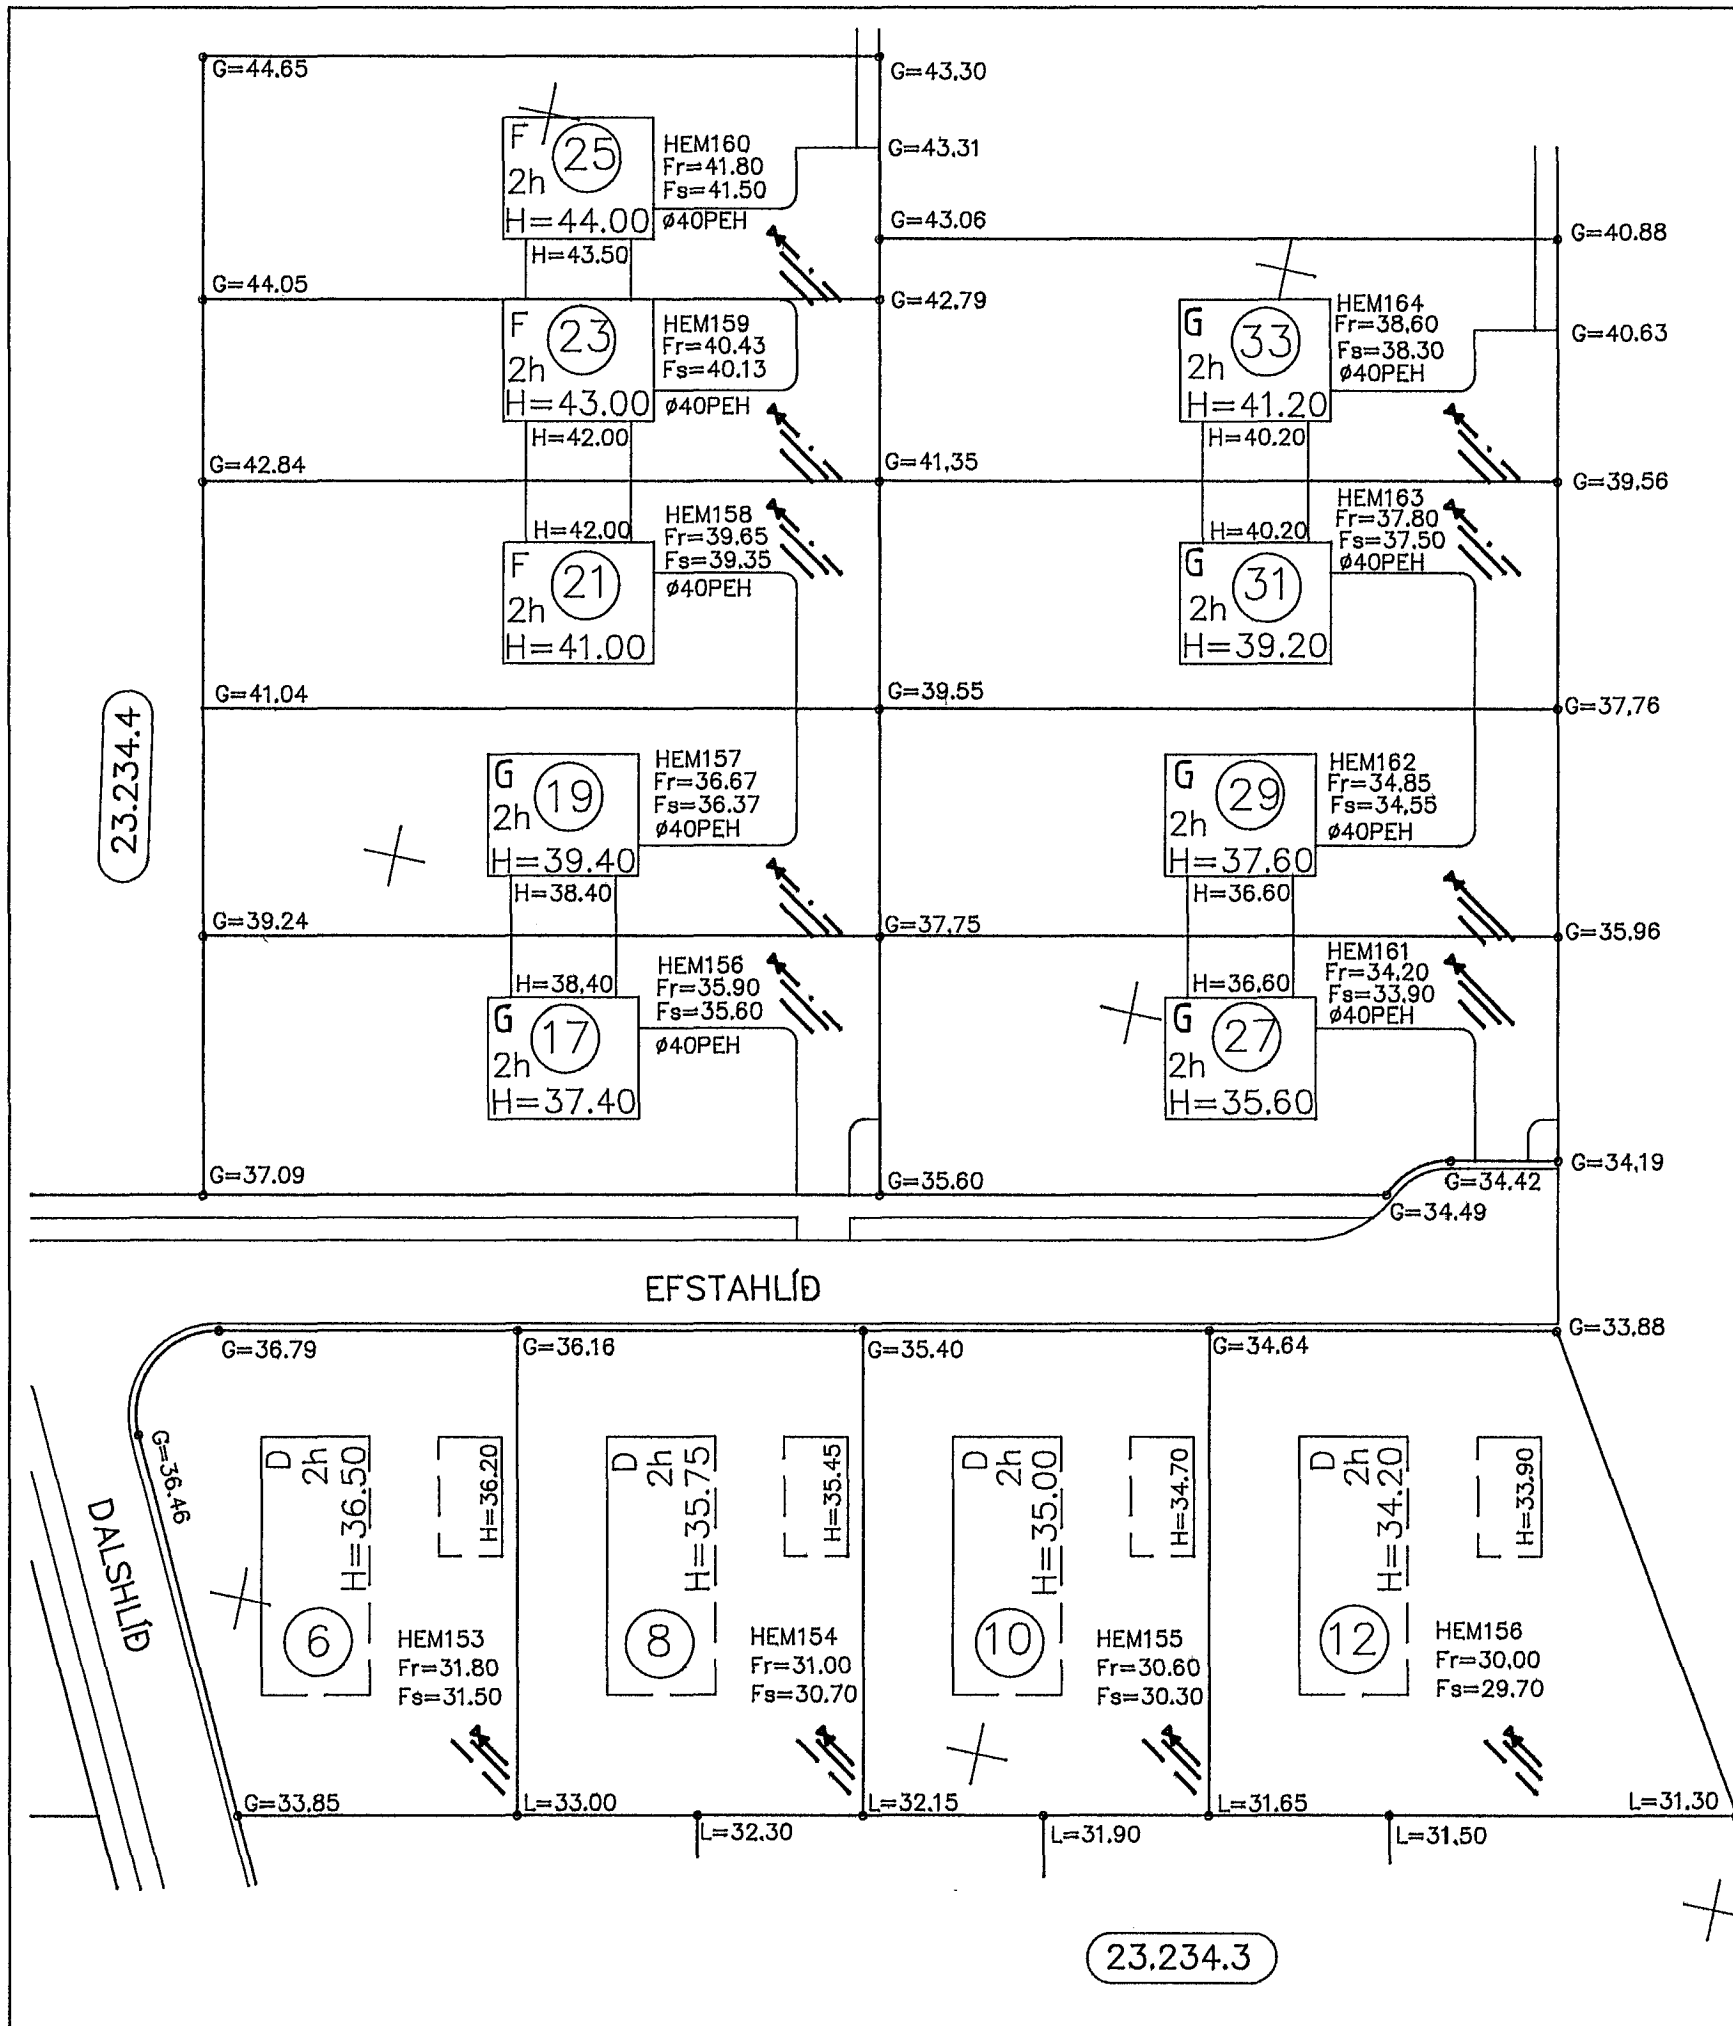 G=44.65
G=43.30
F
25
2h
H=44.00
HEM160
Fr=41.80
Fs=41.50
ø40PEH
G=43.31
G=43.06
G=40.88
H=43.50
G=44.05
G=42.79
F
23
2h
H=43.00
HEM159
Fr=40.43
Fs=40.13
ø40PEH
G
33
2h
H=41.20
HEM164
Fr=38.60
Fs=38.30
ø40PEH
G=40.63
H=42.00
H=40.20
G=42.84
G=41.35
G=39.56
H=42.00
F
21
2h
H=41.00
HEM158
Fr=39.65
Fs=39.35
ø40PEH
H=40.20
G
31
2h
H=39.20
HEM163
Fr=37.80
Fs=37.50
ø40PEH
G=41.04
G=39.55
G=37.76
23.234.4
G
19
2h
H=39.40
HEM157
Fr=36.67
Fs=36.37
ø40PEH
G
29
2h
H=37.60
HEM162
Fr=34.85
Fs=34.55
ø40PEH
H=38.40
H=36.60
G=39.24
G=37.75
G=35.96
H=38.40
G
17
2h
H=37.40
HEM156
Fr=35.90
Fs=35.60
ø40PEH
H=36.60
G
27
2h
H=35.60
HEM161
Fr=34.20
Fs=33.90
ø40PEH
G=37.09
G=35.60
G=34.42
G=34.19
G=34.49
EFSTAHLÍÐ
G=36.79
G=36.16
G=35.40
G=34.64
G=33.88
G=36.46
DALSHLÍÐ
D
2h
H=36.50
6
H=36.20
HEM153
Fr=31.80
Fs=31.50
D
2h
H=35.75
8
H=35.45
HEM154
Fr=31.00
Fs=30.70
D
2h
H=35.00
10
H=34.70
HEM155
Fr=30.60
Fs=30.30
D
2h
H=34.20
12
H=33.90
HEM156
Fr=30.00
Fs=29.70
G=33.85
L=33.00
L=32.30
L=32.15
L=31.90
L=31.65
L=31.50
L=31.30
23.234.3